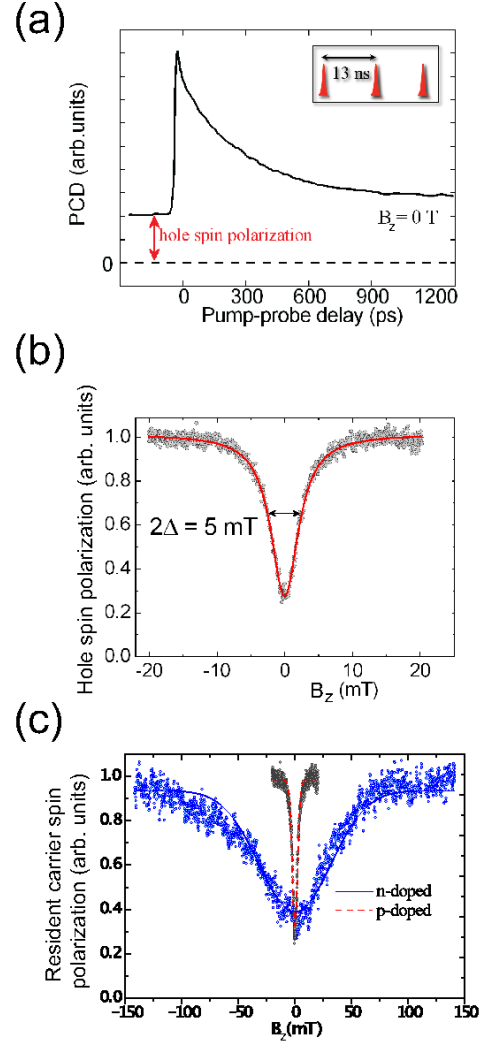 (a)
PCD (arb.units)
13 ns
B_z = 0 T
hole spin polarization
0
0 300 600 900 1200
Pump-probe delay (ps)
(b)
Hole spin polarization (arb. units)
1.0
0.8
0.6
0.4
0.2
0.0
2Δ = 5 mT
-20 -10 0 10 20
B_z (mT)
(c)
Resident carrier spin
polarization (arb. units)
1.0
0.8
0.6
0.4
0.2
0.0
n-doped
p-doped
-150 -100 -50 0 50 100 150
B_z(mT)